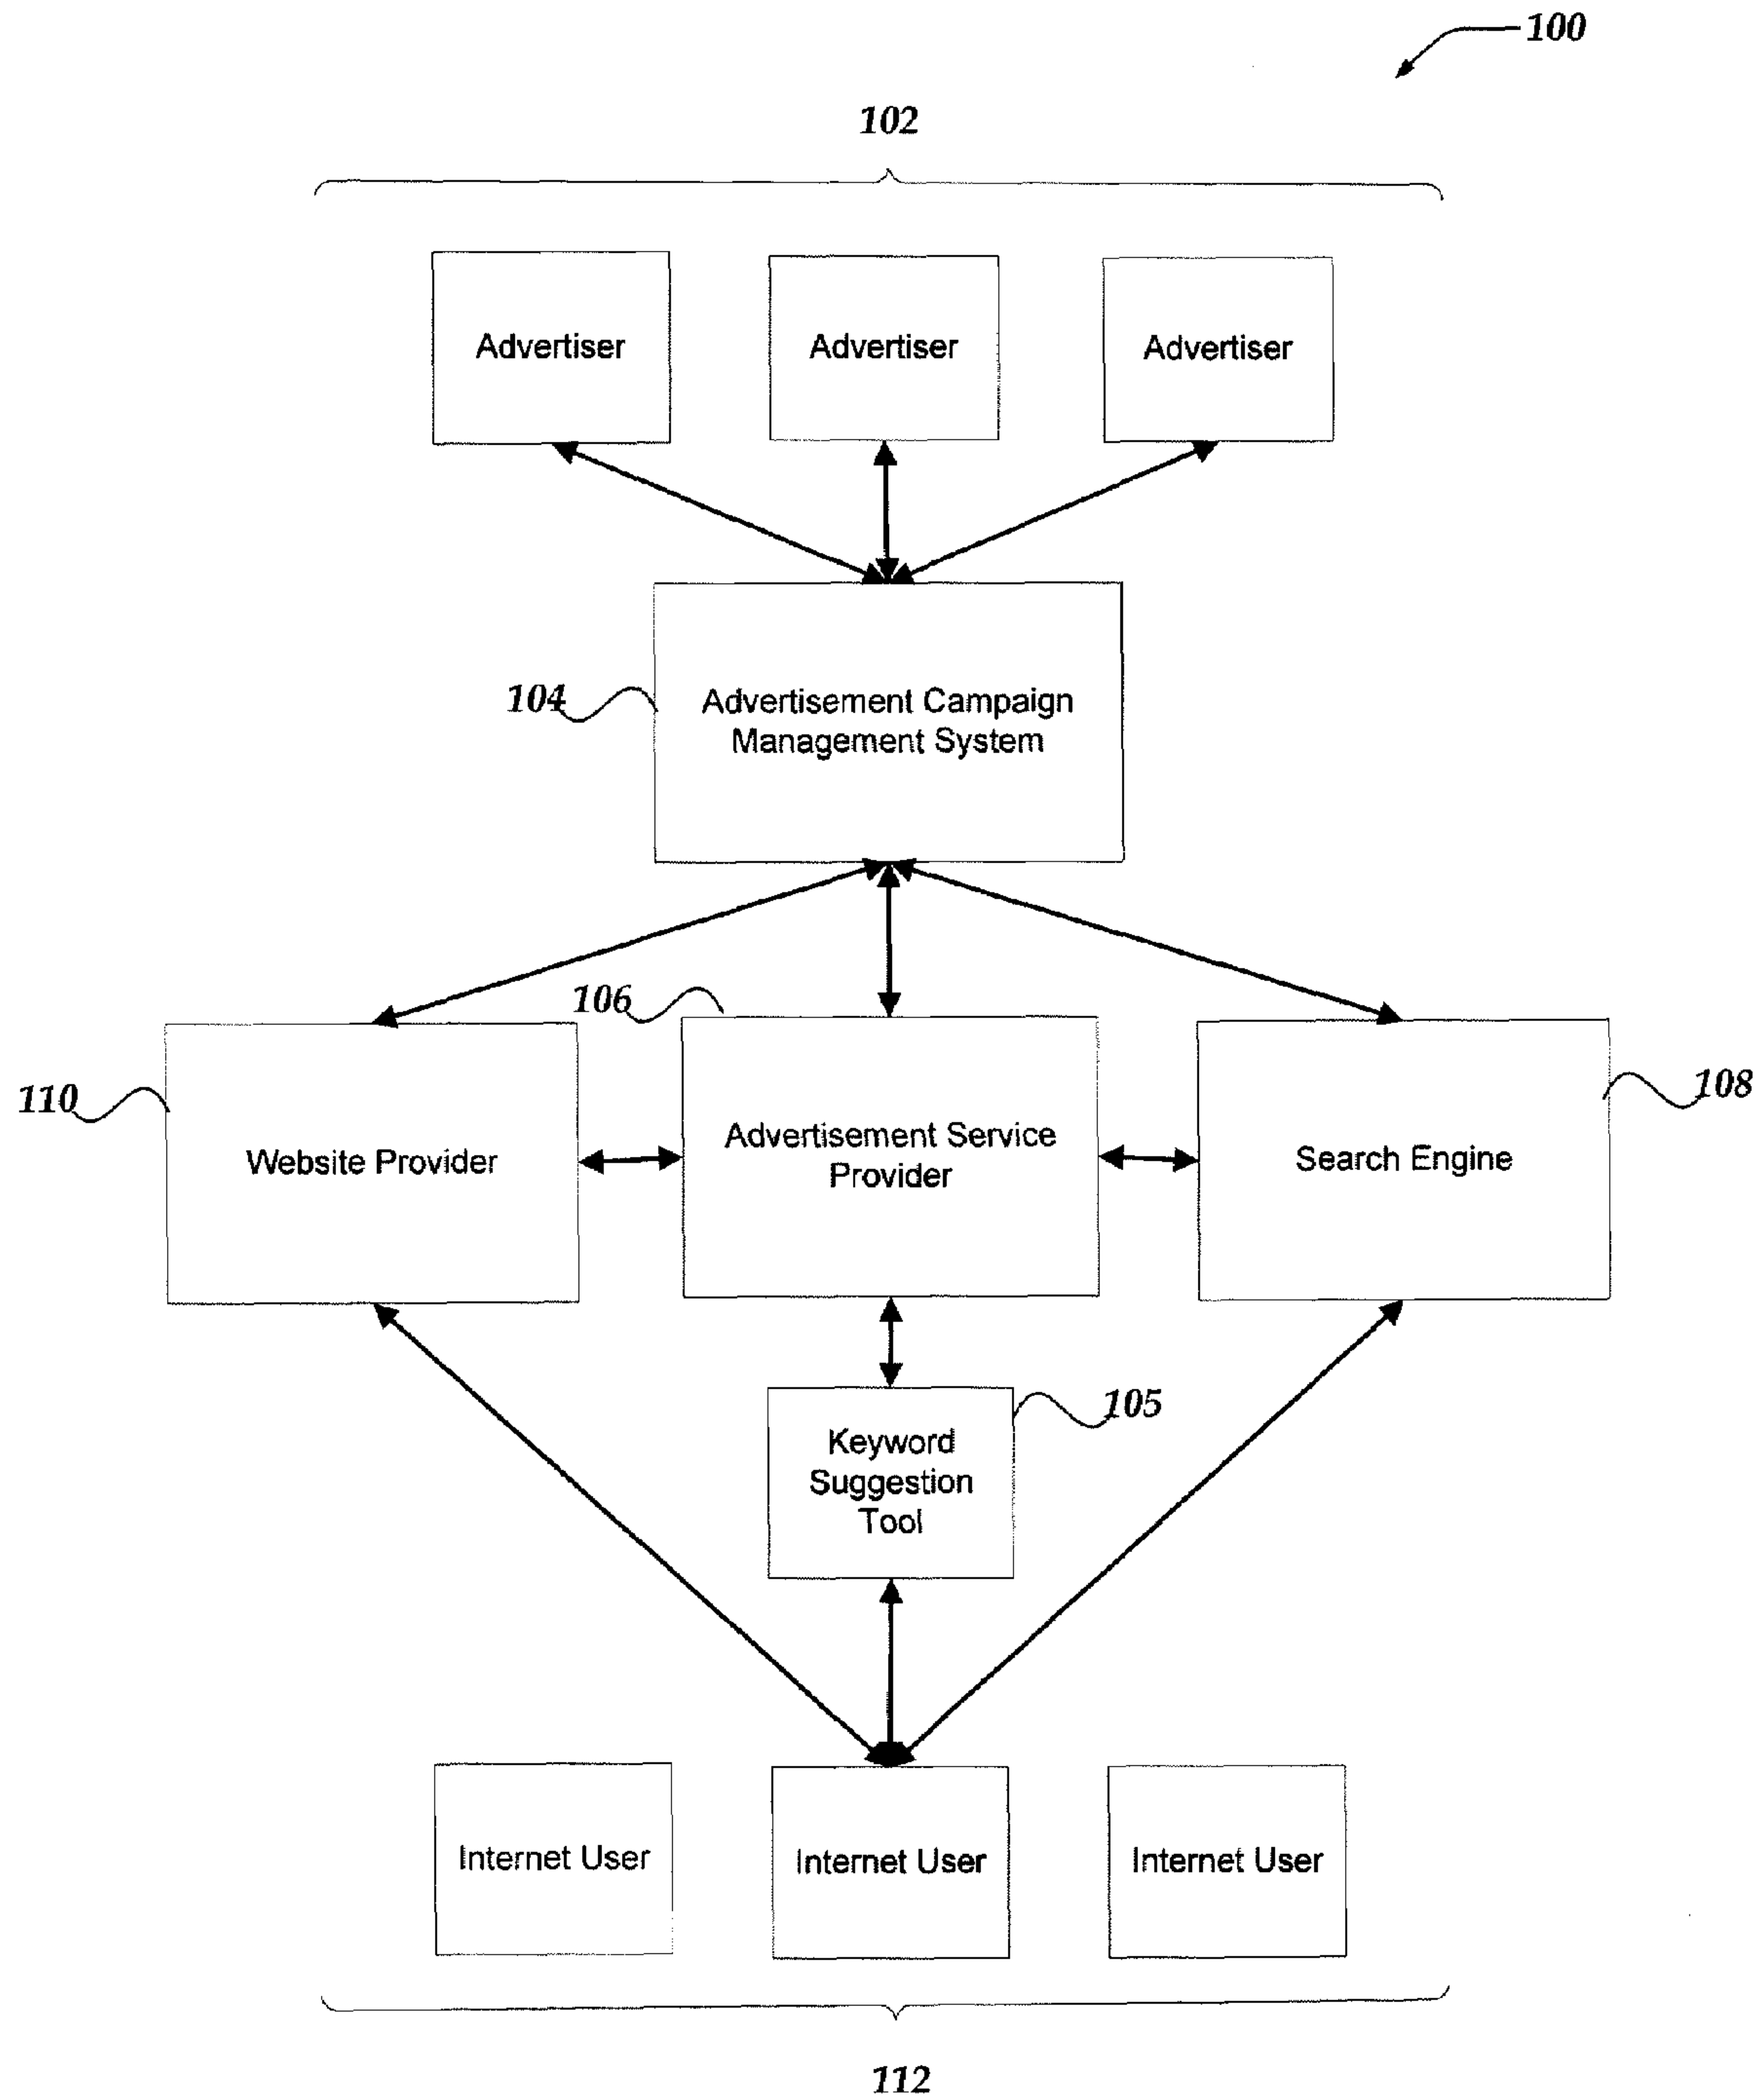 100
102
Advertiser
Advertiser
Advertiser
104
Advertisement Campaign
Management System
106
110
108
Website Provider
Advertisement Service
Provider
Search Engine
105
Keyword
Suggestion
Tool
Internet User
Internet User
Internet User
112